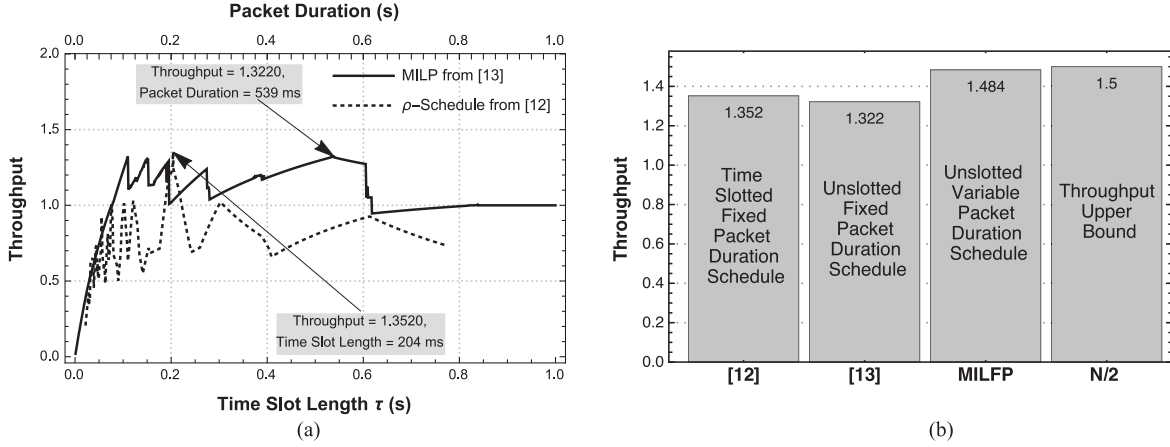 Packet Duration (s)
0.0 0.2 0.4 0.6 0.8 1.0
2.0
1.5
1.0
0.5
0.0
Throughput
Throughput = 1.3220,
Packet Duration = 539 ms
MILP from [13]
ρ-Schedule from [12]
Throughput = 1.3520,
Time Slot Length = 204 ms
0.0 0.2 0.4 0.6 0.8 1.0
Time Slot Length τ (s)
(a)
1.4
1.2
1.0
0.8
0.6
0.4
0.2
0.0
Throughput
1.352
Time
Slotted
Fixed
Packet
Duration
Schedule
1.322
Unslotted
Fixed
Packet
Duration
Schedule
1.484
Unslotted
Variable
Packet
Duration
Schedule
1.5
Throughput
Upper
Bound
[12] [13] MILFP N/2
(b)